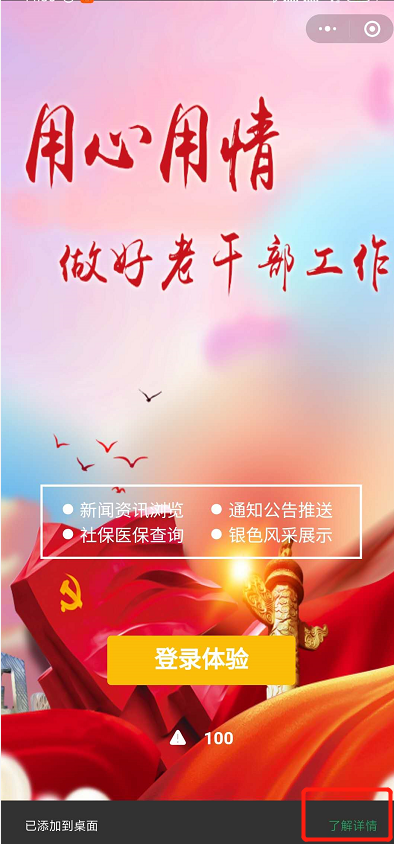 用心用情
做好老干部工作
新闻资讯浏览 通知公告推送
社保医保查询 银色风采展示
登录体验
100
已添加到桌面 了解详情